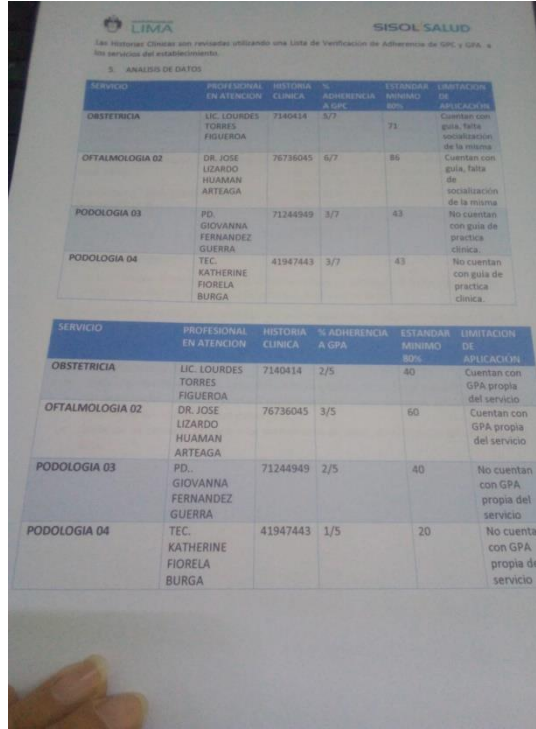 LIMA
SISOL SALUD
Las Historias Clinicas son revisadas utilizando una Lista de Verificación de Adherencia de GPC y GPA a
los servicios del establecimiento.
5. ANALISIS DE DATOS
SERVICIO PROFESIONAL EN ATENCION HISTORIA CLINICA % ADHERENCIA A GPC ESTANDAR MINIMO 80% LIMITACION DE APLICACIÓN
OBSTETRICIA LIC. LOURDES TORRES FIGUEROA 7140414 5/7 71 Cuentan con guia, falta socialización de la misma
OFTALMOLOGIA 02 DR. JOSE LIZARDO HUAMAN ARTEAGA 76736045 6/7 86 Cuentan con guía, falta de socialización de la misma
PODOLOGIA 03 PD. GIOVANNA FERNANDEZ GUERRA 71244949 3/7 43 No cuentan con guia de practica clinica.
PODOLOGIA 04 TEC. KATHERINE FIORELA BURGA 41947443 3/7 43 No cuentan con guia de practica clinica.
SERVICIO PROFESIONAL EN ATENCION HISTORIA CLINICA % ADHERENCIA A GPA ESTANDAR MINIMO 80% LIMITACION DE APLICACIÓN
OBSTETRICIA LIC. LOURDES TORRES FIGUEROA 7140414 2/5 40 Cuentan con GPA propia del servicio
OFTALMOLOGIA 02 DR. JOSE LIZARDO HUAMAN ARTEAGA 76736045 3/5 60 Cuentan con GPA propia del servicio
PODOLOGIA 03 PD.. GIOVANNA FERNANDEZ GUERRA 71244949 2/5 40 No cuentan con GPA propia del servicio
PODOLOGIA 04 TEC. KATHERINE FIORELA BURGA 41947443 1/5 20 No cuenta con GPA propia de servicio